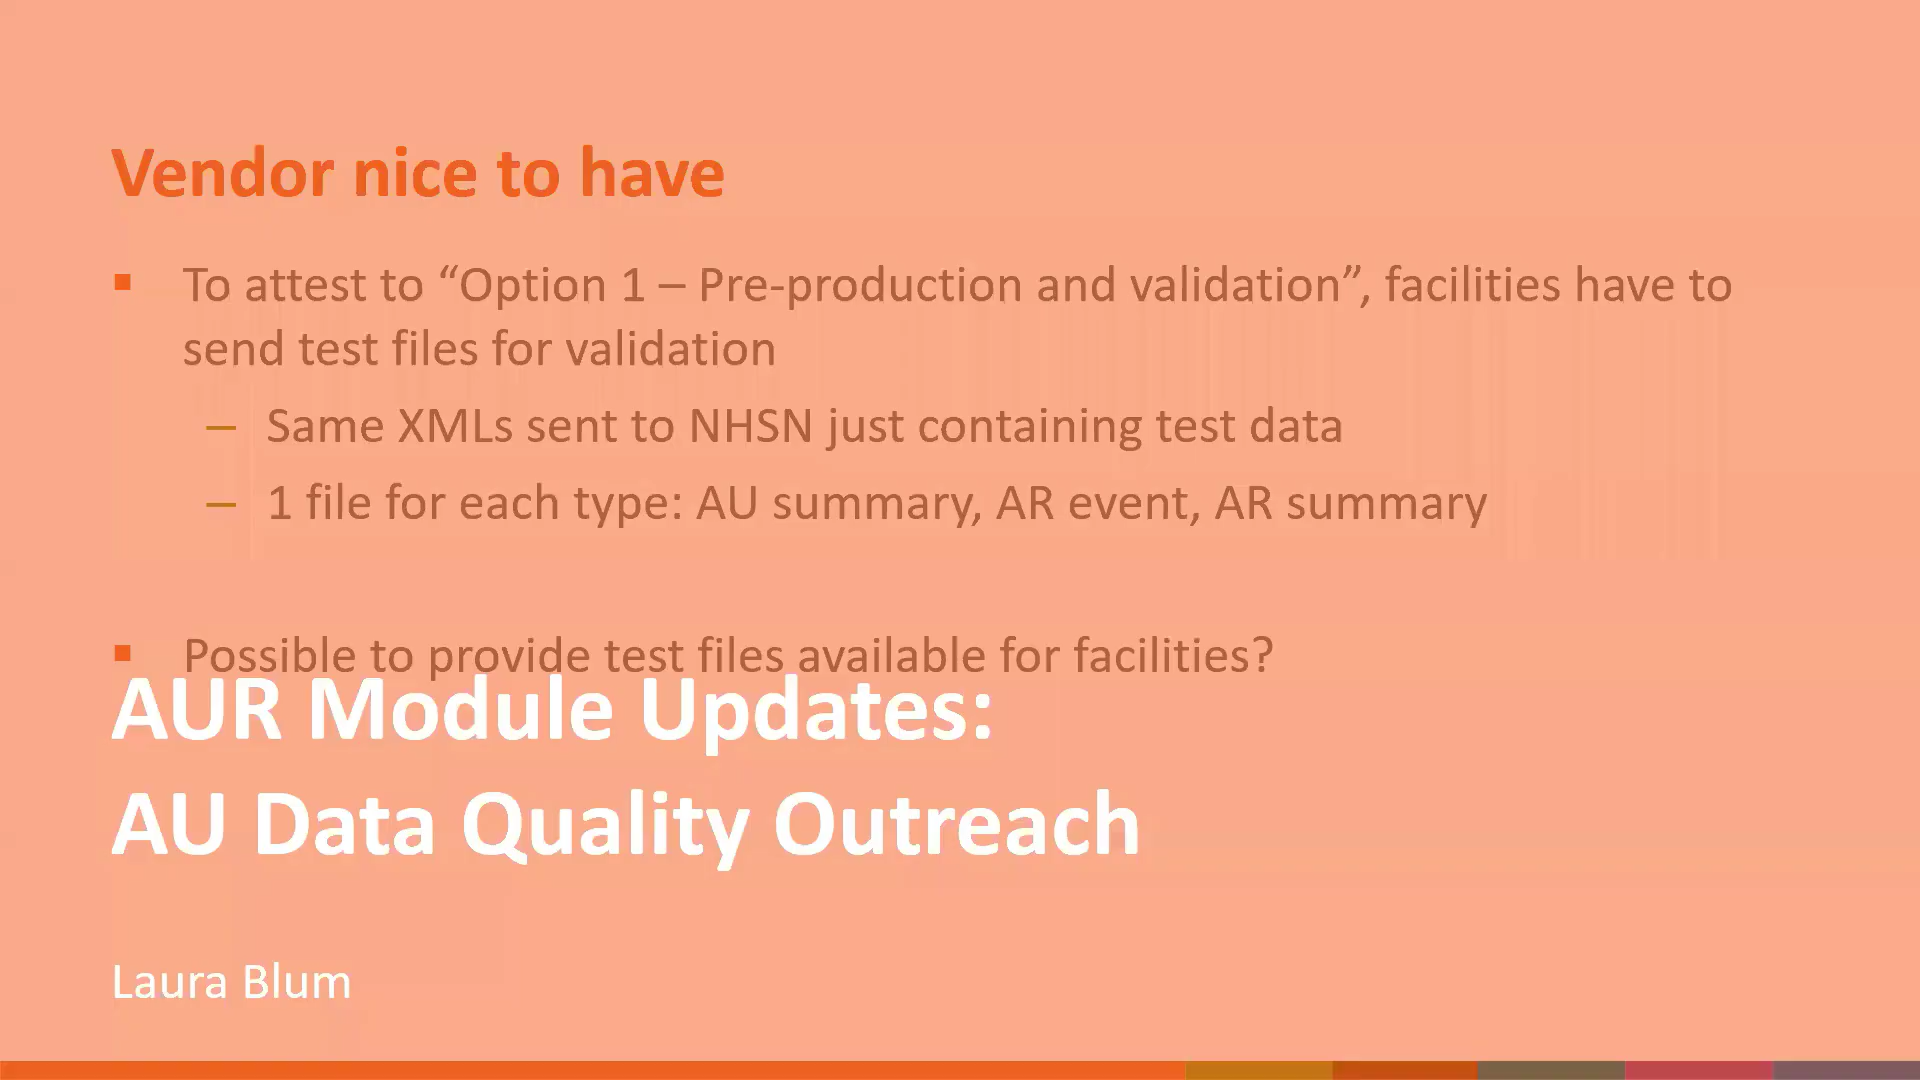 Vendor nice to have
▪ To attest to “Option 1 – Pre-production and validation”, facilities have to
send test files for validation
– Same XMLs sent to NHSN just containing test data
– 1 file for each type: AU summary, AR event, AR summary
▪ Possible to provide test files available for facilities?
AUR Module Updates:
AU Data Quality Outreach
Laura Blum